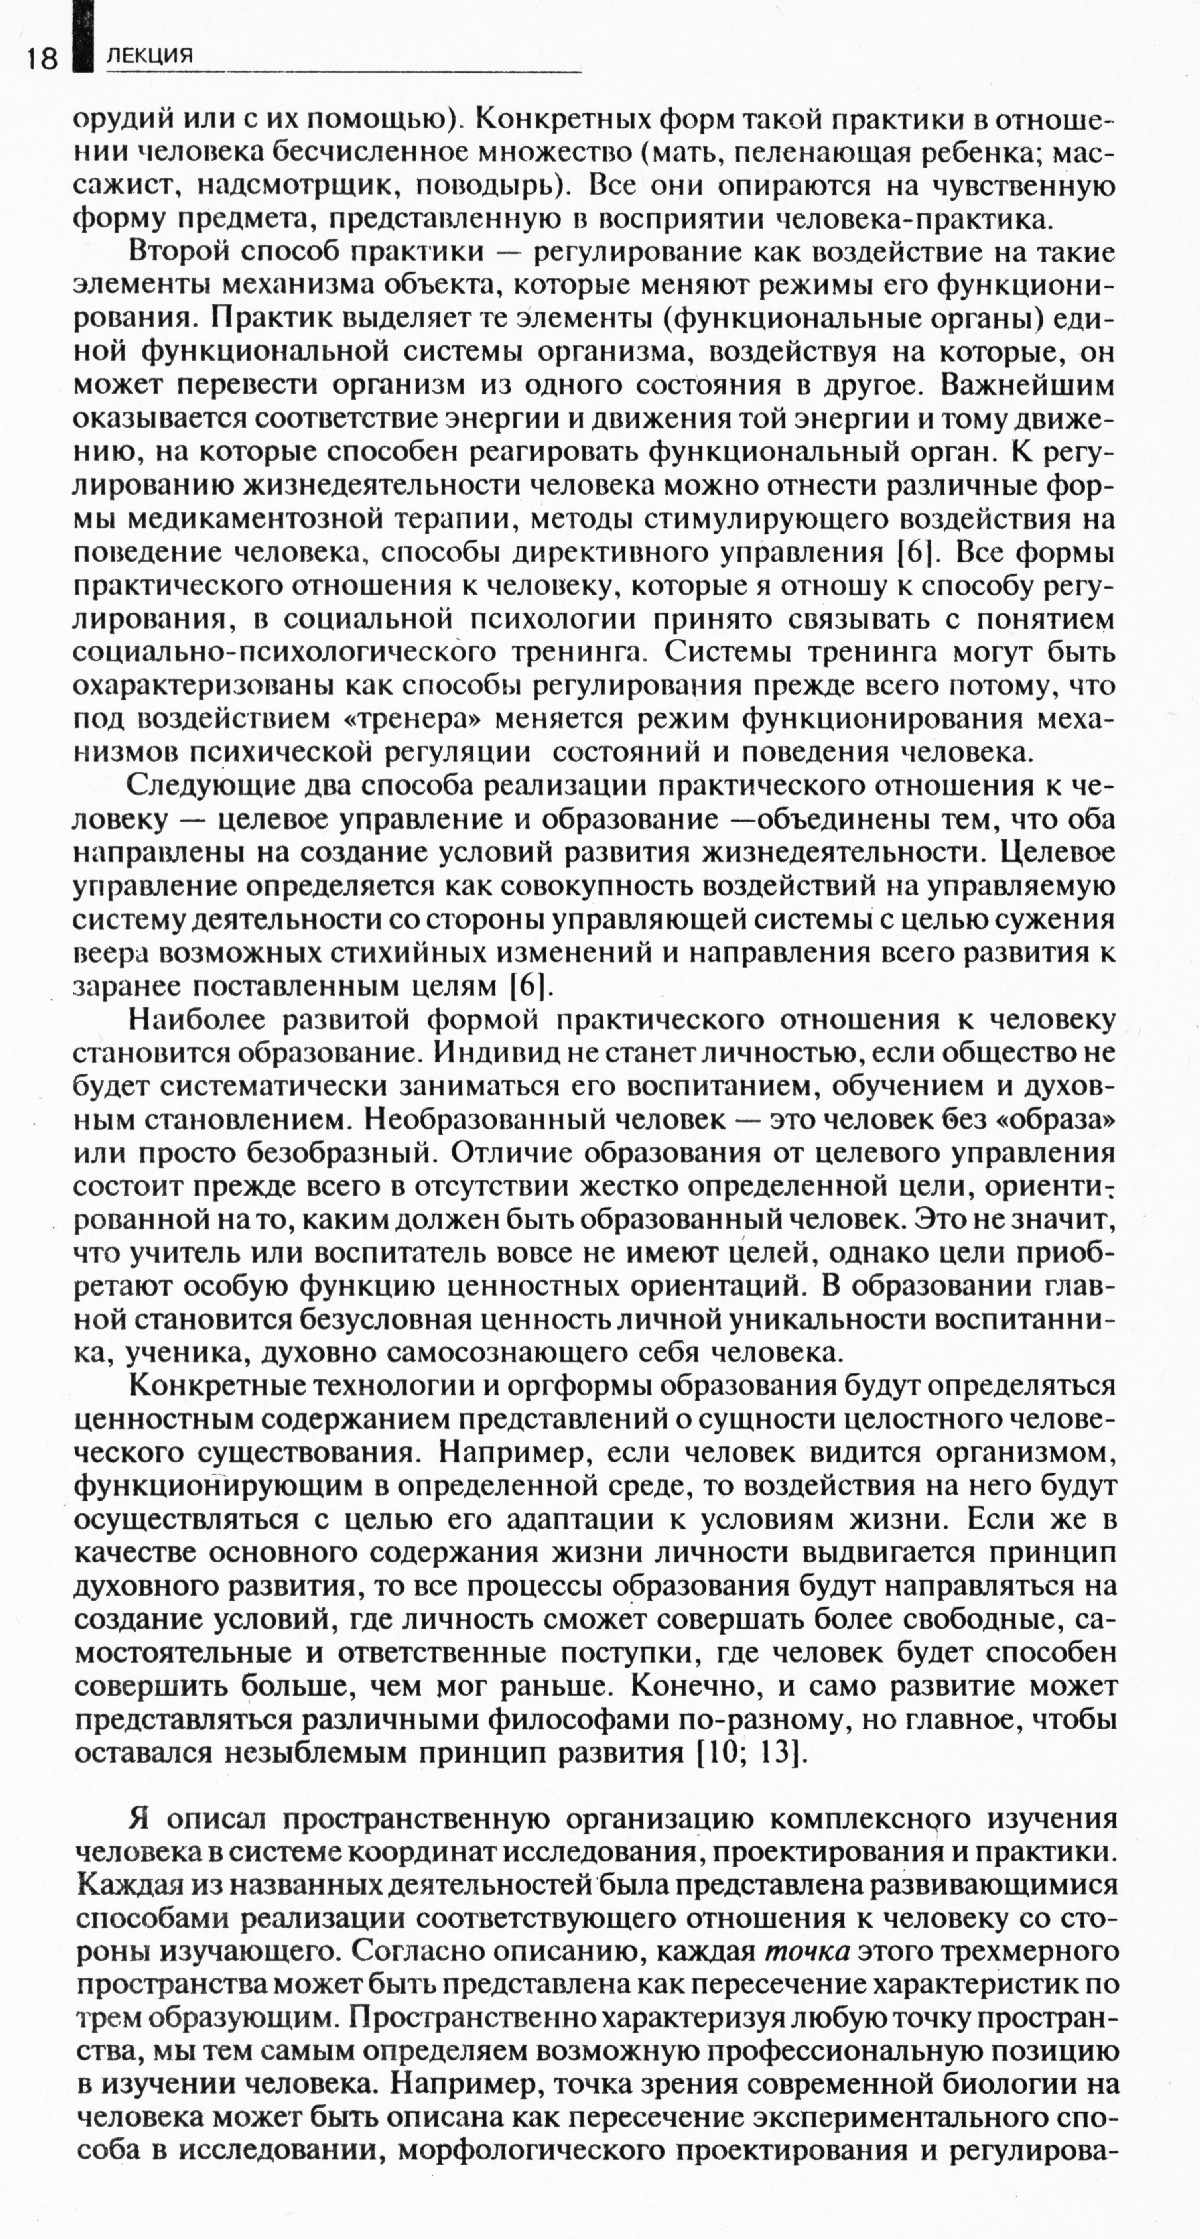 18 ЛЕКЦИЯ
орудий или с их помощью). Конкретных форм такой практики в отноше-
нии человека бесчисленное множество (мать, пеленающая ребенка; мас-
сажист, надсмотрщик, поводырь). Все они опираются на чувственную
форму предмета, представленную в восприятии человека-практика.
Второй способ практики — регулирование как воздействие на такие
элементы механизма объекта, которые меняют режимы его функциони-
рования. Практик выделяет те элементы (функциональные органы) еди-
ной функциональной системы организма, воздействуя на которые, он
может перевести организм из одного состояния в другое. Важнейшим
оказывается соответствие энергии и движения той энергии и тому движе-
нию, на которые способен реагировать функциональный орган. К регу-
лированию жизнедеятельности человека можно отнести различные фор-
мы медикаментозной терапии, методы стимулирующего воздействия на
поведение человека, способы директивного управления [6]. Все формы
практического отношения к человеку, которые я отношу к способу регу-
лирования, в социальной психологии принято связывать с понятием
социально-психологического тренинга. Системы тренинга могут быть
охарактеризованы как способы регулирования прежде всего потому, что
под воздействием «тренера» меняется режим функционирования меха-
низмов психической регуляции состояний и поведения человека.
Следующие два способа реализации практического отношения к че-
ловеку — целевое управление и образование —объединены тем, что оба
направлены на создание условий развития жизнедеятельности. Целевое
управление определяется как совокупность воздействий на управляемую
систему деятельности со стороны управляющей системы с целью сужения
веера возможных стихийных изменений и направления всего развития к
заранее поставленным целям [6].
Наиболее развитой формой практического отношения к человеку
становится образование. Индивид не станет личностью, если общество не
будет систематически заниматься его воспитанием, обучением и духов-
ным становлением. Необразованный человек — это человек без «образа»
или просто безобразный. Отличие образования от целевого управления
состоит прежде всего в отсутствии жестко определенной цели, ориенти-
рованной на то, каким должен быть образованный человек. Это не значит,
что учитель или воспитатель вовсе не имеют целей, однако цели приоб-
ретают особую функцию ценностных ориентаций. В образовании глав-
ной становится безусловная ценность личной уникальности воспитанни-
ка, ученика, духовно самосознающего себя человека.
Конкретные технологии и оргформы образования будут определяться
ценностным содержанием представлений о сущности целостного челове-
ческого существования. Например, если человек видится организмом,
функционирующим в определенной среде, то воздействия на него будут
осуществляться с целью его адаптации к условиям жизни. Если же в
качестве основного содержания жизни личности выдвигается принцип
духовного развития, то все процессы образования будут направляться на
создание условий, где личность сможет совершать более свободные, са-
мостоятельные и ответственные поступки, где человек будет способен
совершить больше, чем мог раньше. Конечно, и само развитие может
представляться различными философами по-разному, но главное, чтобы
оставался незыблемым принцип развития [10; 13].
Я описал пространственную организацию комплексного изучения
человека в системе координат исследования, проектирования и практики.
Каждая из названных деятельностей была представлена развивающимися
способами реализации соответствующего отношения к человеку со сто-
роны изучающего. Согласно описанию, каждая точка этого трехмерного
пространства может быть представлена как пересечение характеристик по
трем образующим. Пространственно характеризуя любую точку простран-
ства, мы тем самым определяем возможную профессиональную позицию
в изучении человека. Например, точка зрения современной биологии на
человека может быть описана как пересечение экспериментального спо-
соба в исследовании, морфологического проектирования и регулирова-